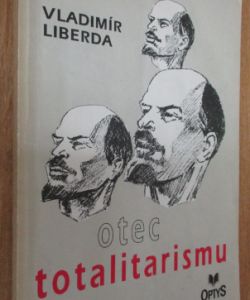 VLADIMÍR
LIBERDA
otec
totalitarismu
OPTYS